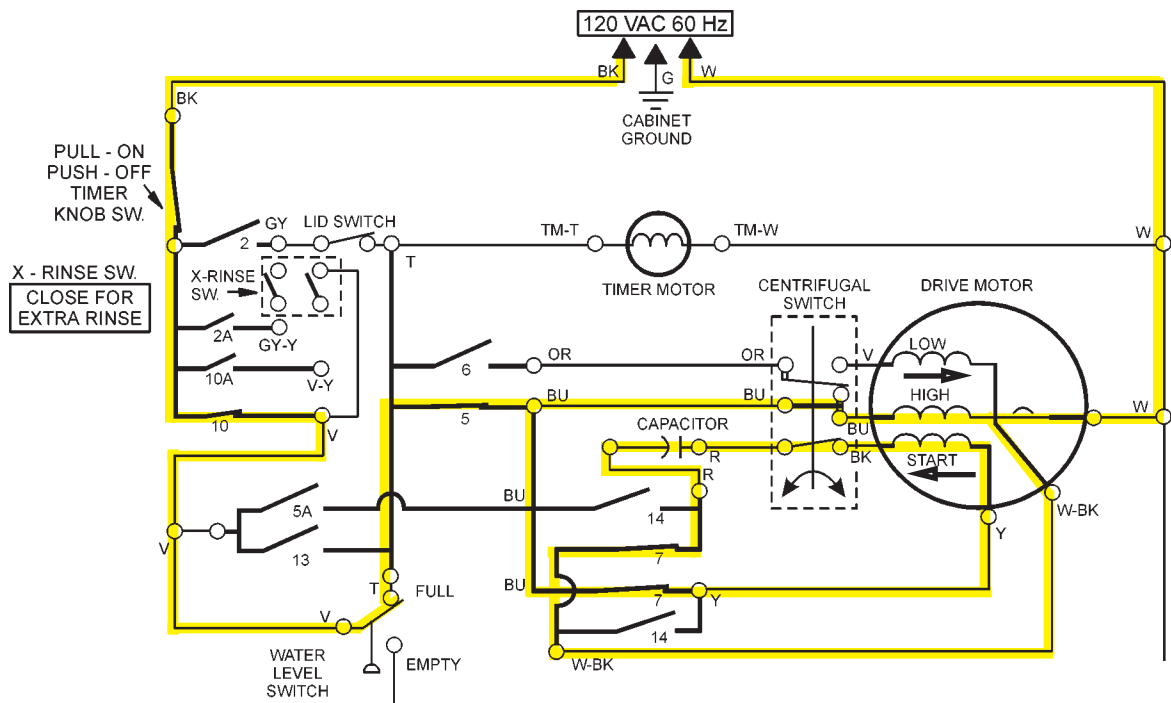 120 VAC 60 Hz
BK
W
G
BK
CABINET
GROUND
PULL - ON
PUSH - OFF
TIMER
KNOB SW.
GY
LID SWITCH
2
T
TM-T
TM-W
W
TIMER MOTOR
X - RINSE SW.
CLOSE FOR
EXTRA RINSE
X-RINSE
SW.
CENTRIFUGAL
SWITCH
DRIVE MOTOR
2A
GY-Y
10A
V-Y
6
OR
OR
V
LOW
10
V
5
BU
BU
BU
HIGH
W
CAPACITOR
R
BK
START
R
5A
BU
14
W-BK
V
13
7
Y
T
FULL
BU
7
Y
V
14
WATER
LEVEL
SWITCH
EMPTY
W-BK